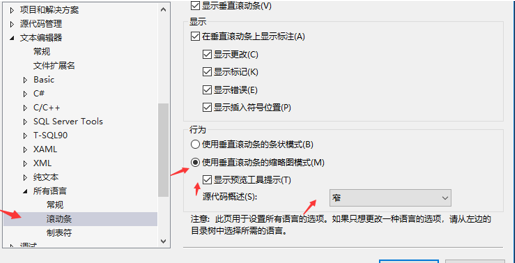 项目和解决方案
源代码管理
文本编辑器
常规
文件扩展名
Basic
C#
C/C++
SQL Server Tools
T-SQL90
XAML
XML
纯文本
所有语言
常规
滚动条
制表符
调试
显示垂直滚动条(V)
显示
在垂直滚动条上显示标注(A)
显示更改(C)
显示标记(K)
显示错误(E)
显示插入符号位置(P)
行为
使用垂直滚动条的条状模式(B)
使用垂直滚动条的缩略图模式(M)
显示预览工具提示(T)
源代码概述(S):
窄
注意: 此页用于设置所有语言的选项。如果只想更改一种语言的选项，请从左边的
目录树中选择所需的语言。